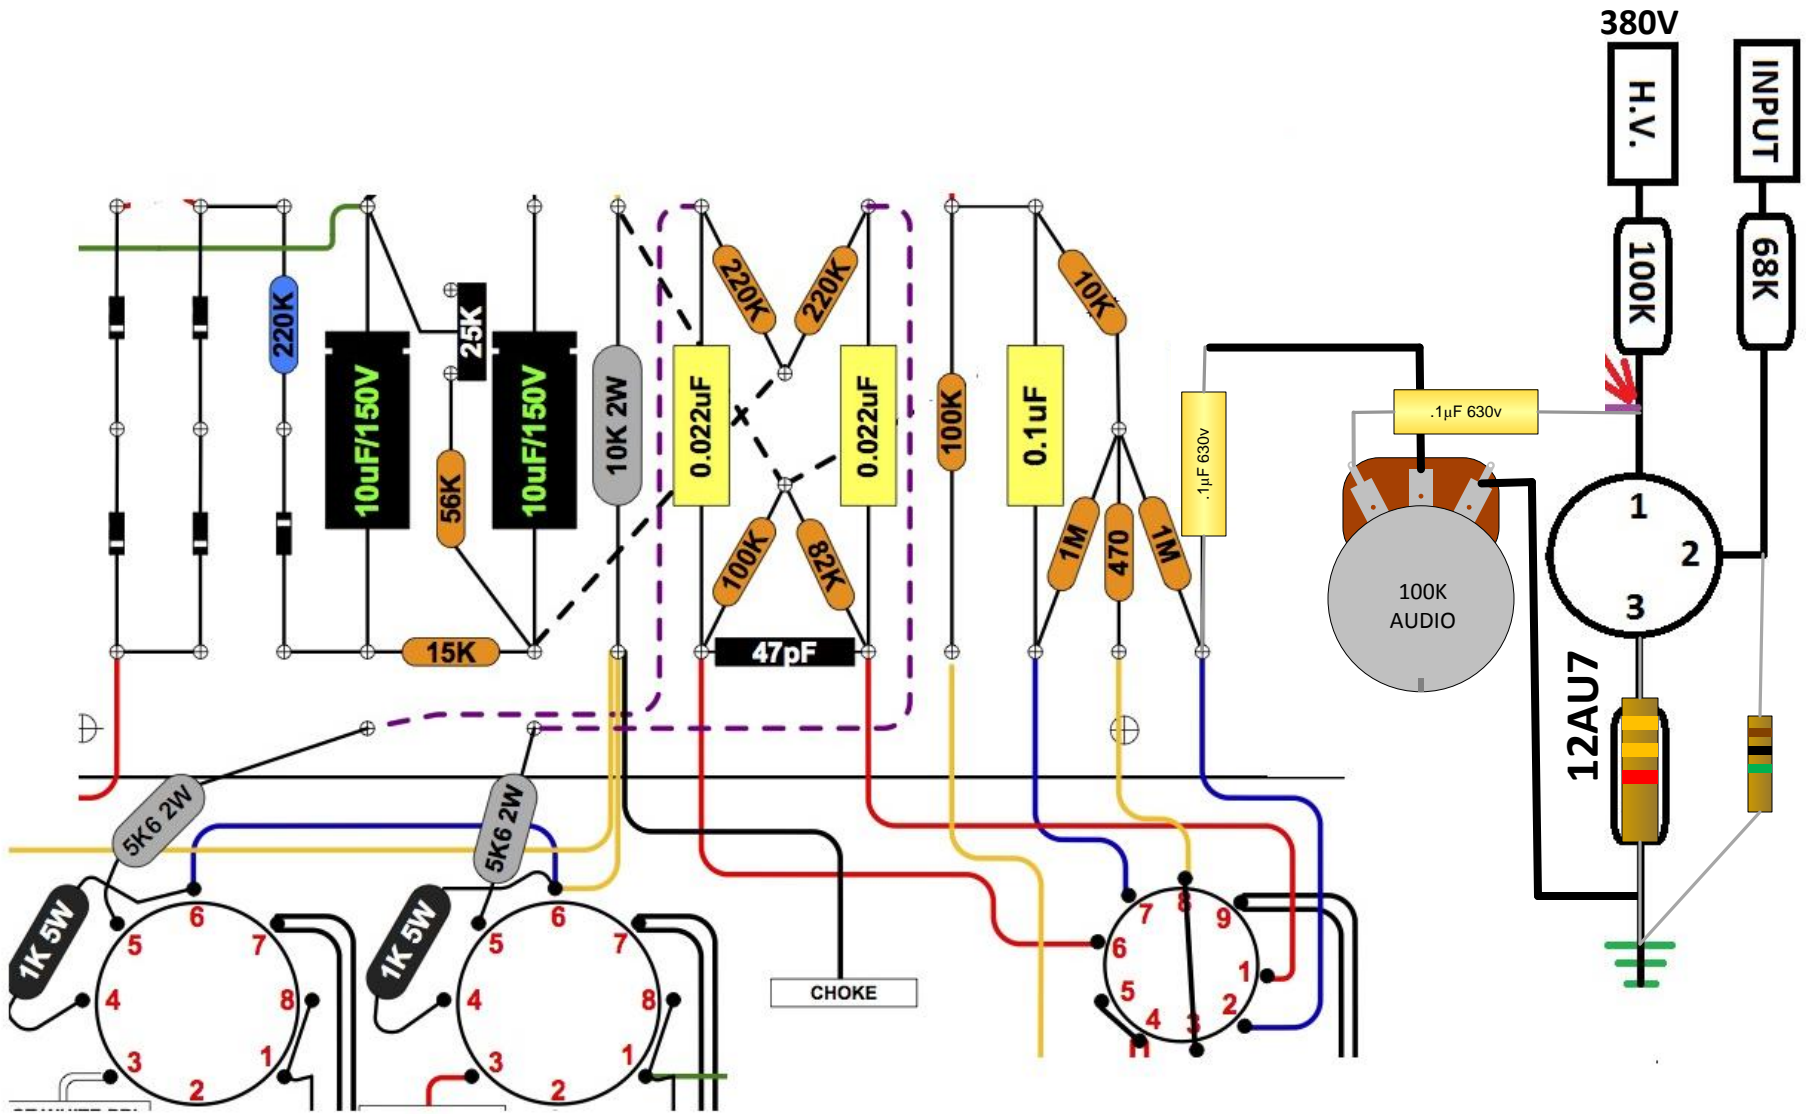 380V
H.V.
INPUT
100K
68K
220K
10uF/150V
25K
56K
10uF/150V
15K
10K 2W
220K
220K
0.022uF
0.022uF
100K
82K
47pF
100K
0.1uF
10K
1M
470
1M
.1µF 630v
.1µF 630v
100K
AUDIO
1
2
3
12AU7
5K6 2W
5K6 2W
1K 5W
1K 5W
6
5
7
4
8
3
1
2
6
5
7
4
8
3
1
2
CHOKE
7
8
9
6
1
5
2
4
3